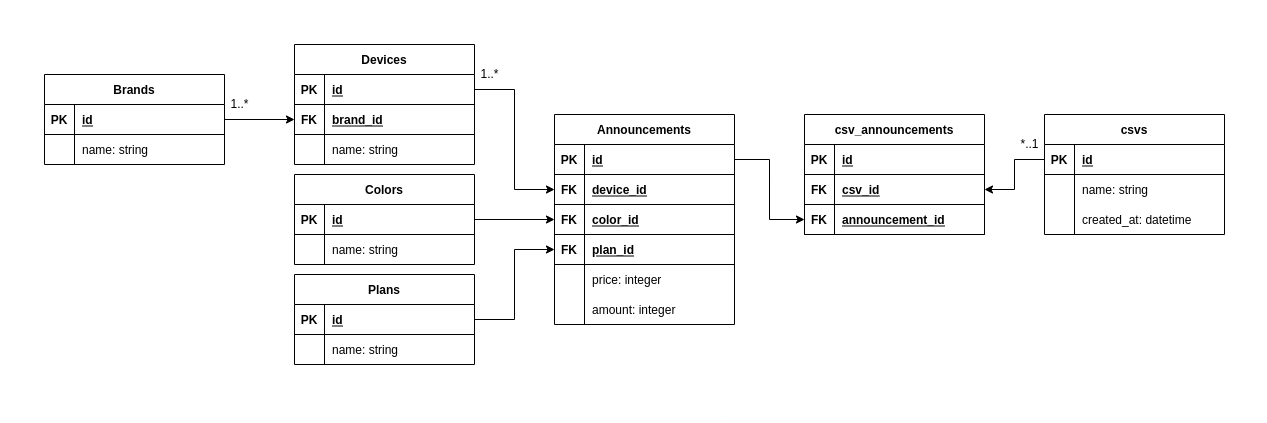 Brands
PK id
name: string
1..*
Devices
PK id
FK brand_id
name: string
1..*
Colors
PK id
name: string
Plans
PK id
name: string
Announcements
PK id
FK device_id
FK color_id
FK plan_id
price: integer
amount: integer
csv_announcements
PK id
FK csv_id
FK announcement_id
*..1
csvs
PK id
name: string
created_at: datetime